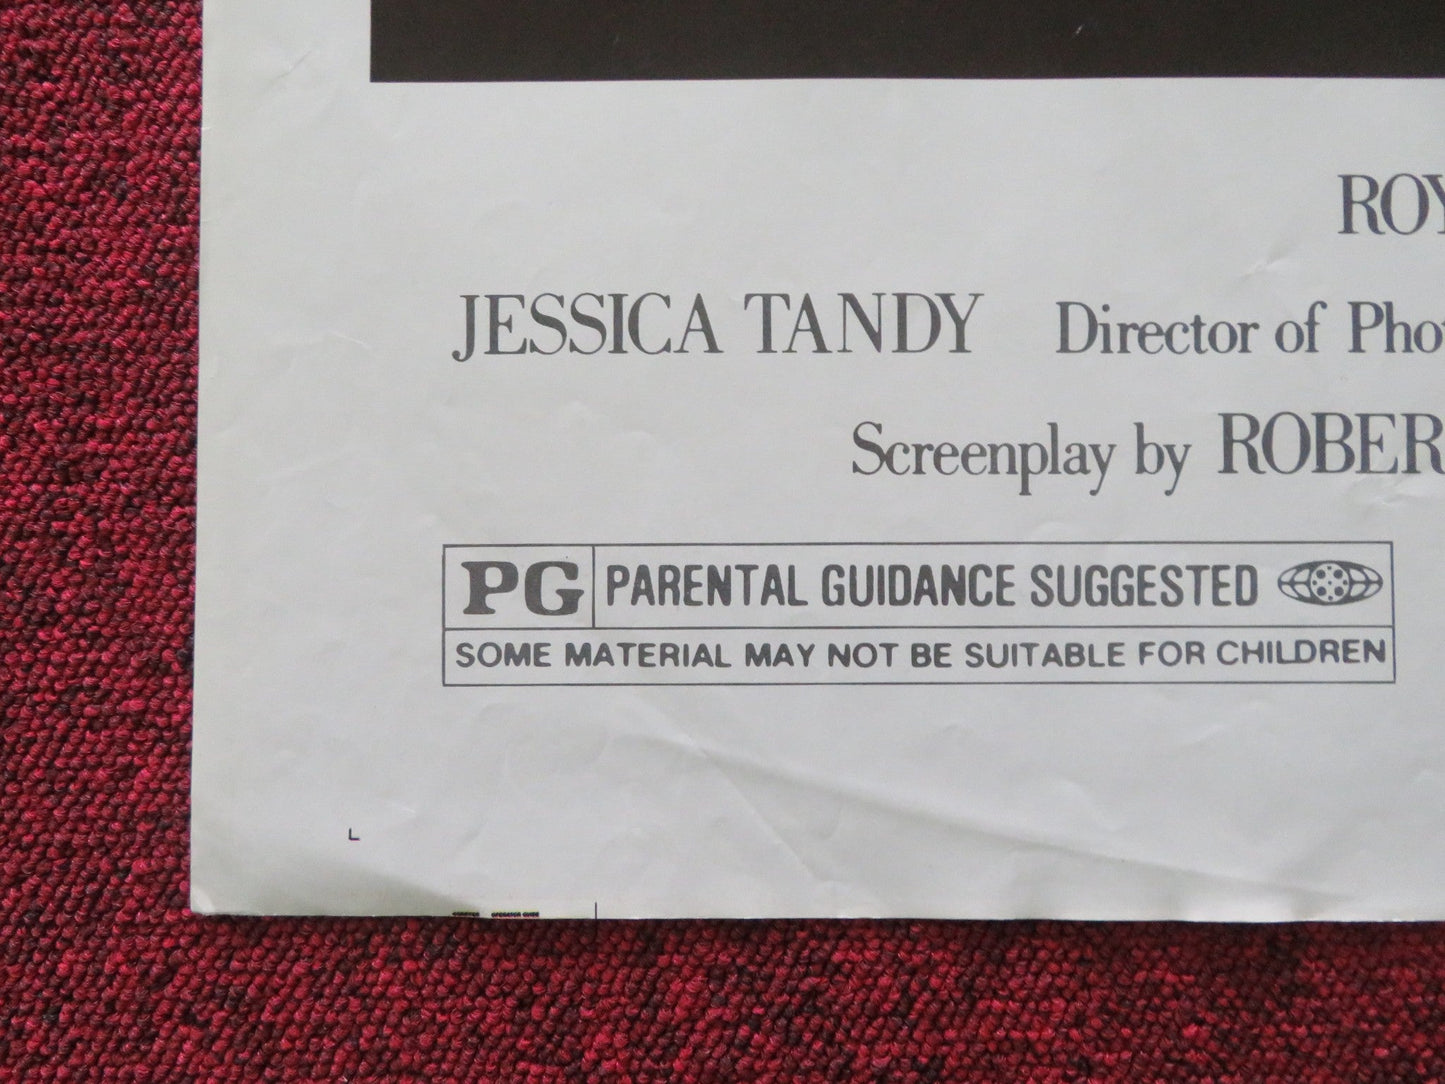 ROY
JESSICA TANDY Director of Pho
Screenplay by ROBER
PG PARENTAL GUIDANCE SUGGESTED
SOME MATERIAL MAY NOT BE SUITABLE FOR CHILDREN
L